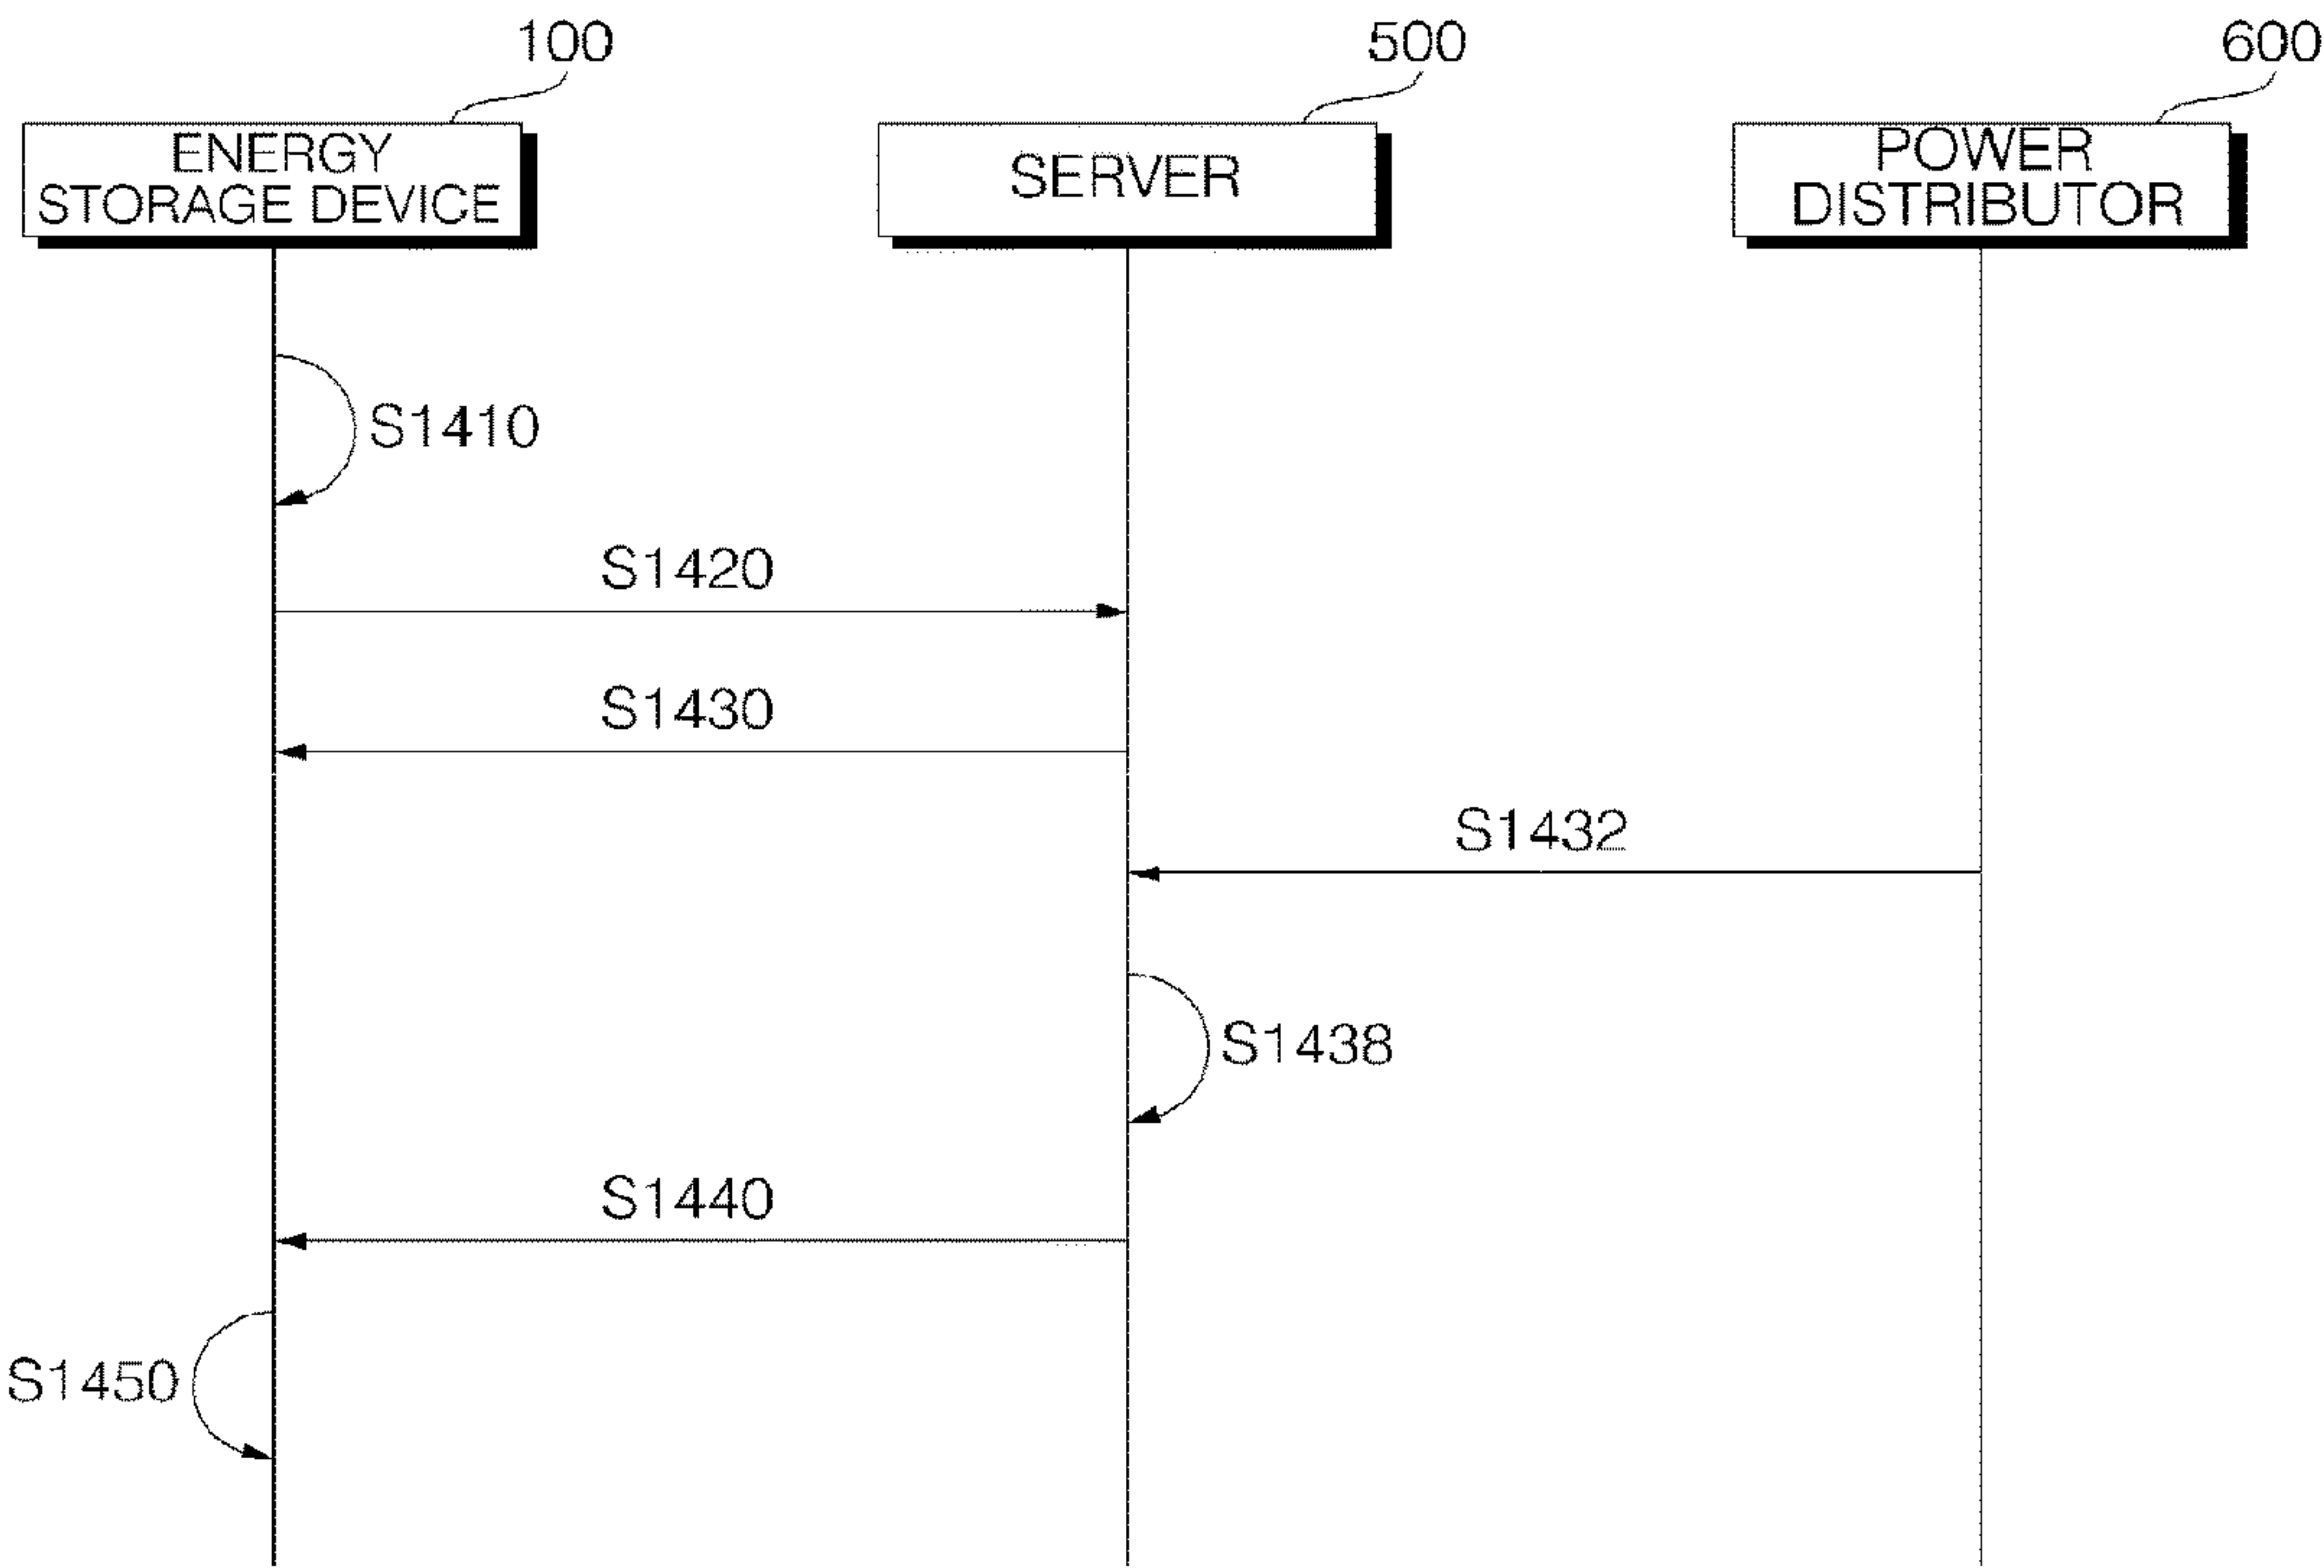 100
500
600
ENERGY
STORAGE DEVICE
SERVER
POWER
DISTRIBUTOR
S1410
S1420
S1430
S1432
S1438
S1440
S1450